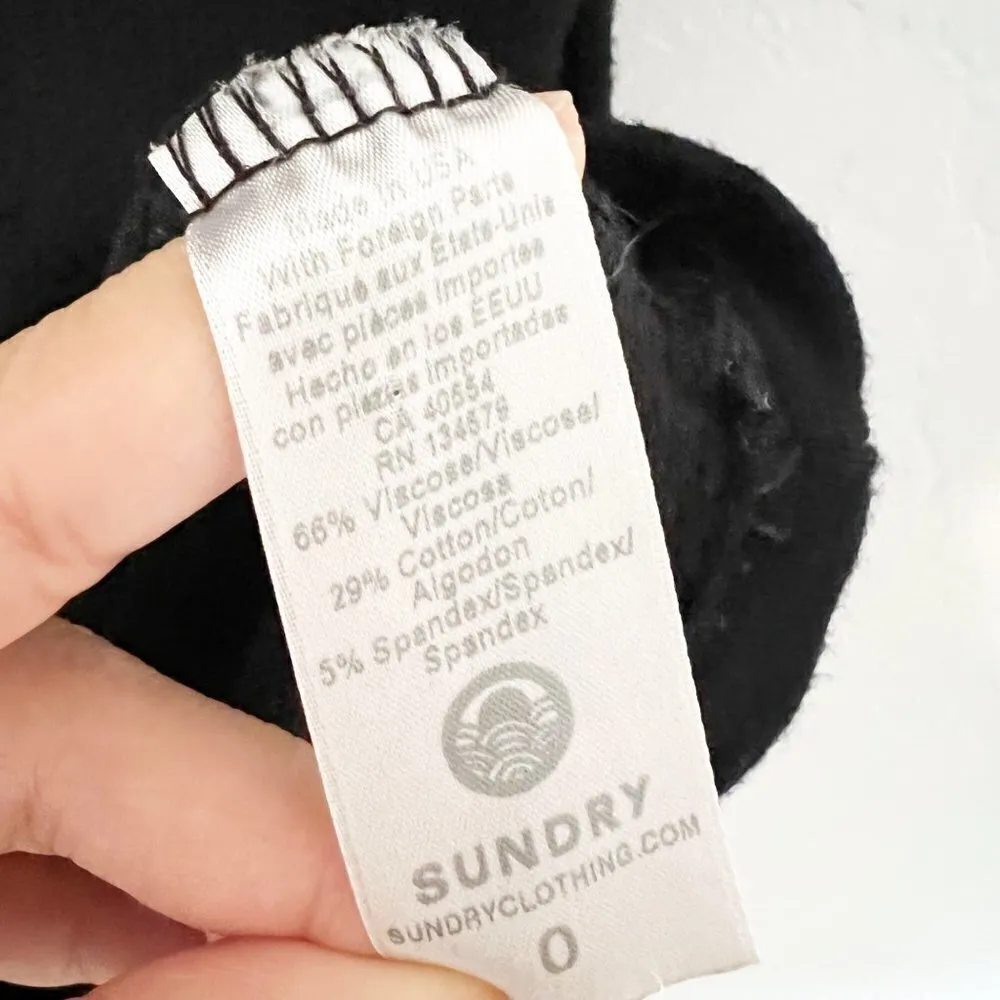 Made in USA
With Foreign Parts
Fabriqué aux États-Unis
avec pièces importées
Hecho en los EEUU
con piezas importadas
CA 40554
RN 134579
66% Viscose/Viscose/
Viscosa
29% Cotton/Coton/
Algodon
5% Spandex/Spandex/
Spandex
SUNDRY
SUNDRYCLOTHING.COM
0